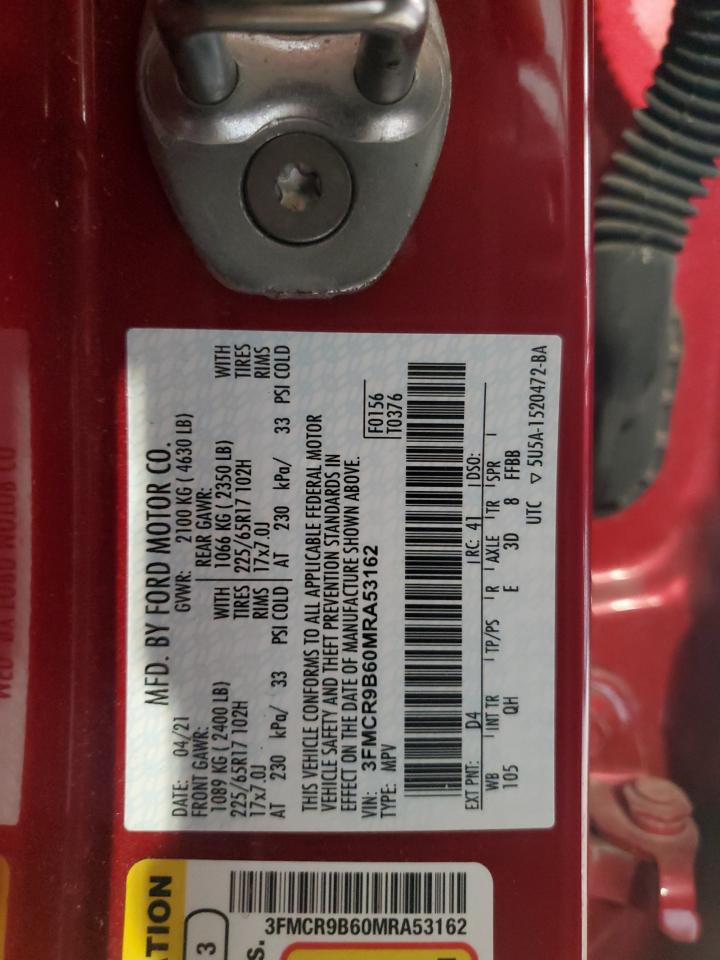 MFD. BY FORD MOTOR CO.
DATE: 04/21 GVWR: 2100 KG ( 4630 LB)
FRONT GAWR: REAR GAWR:
1089 KG ( 2400 LB) WITH 1066 KG ( 2350 LB) WITH
225/65R17 102H TIRES 225/65R17 102H TIRES
17x7.0J RIMS 17x7.0J RIMS
AT 230 kPa/ 33 PSI COLD AT 230 kPa/ 33 PSI COLD
THIS VEHICLE CONFORMS TO ALL APPLICABLE FEDERAL MOTOR
VEHICLE SAFETY AND THEFT PREVENTION STANDARDS IN
EFFECT ON THE DATE OF MANUFACTURE SHOWN ABOVE.
VIN: 3FMCR9B60MRA53162 F0156
TYPE: MPV T0376
EXT PNT: D4 RC: 41 DSO:
WB INT TR TP/PS R AXLE TR SPR
105 QH E 3D 8 FFBB
UTC ▽ 5U5A-1520472-BA
TION
3
S.
3FMCR9B60MRA53162